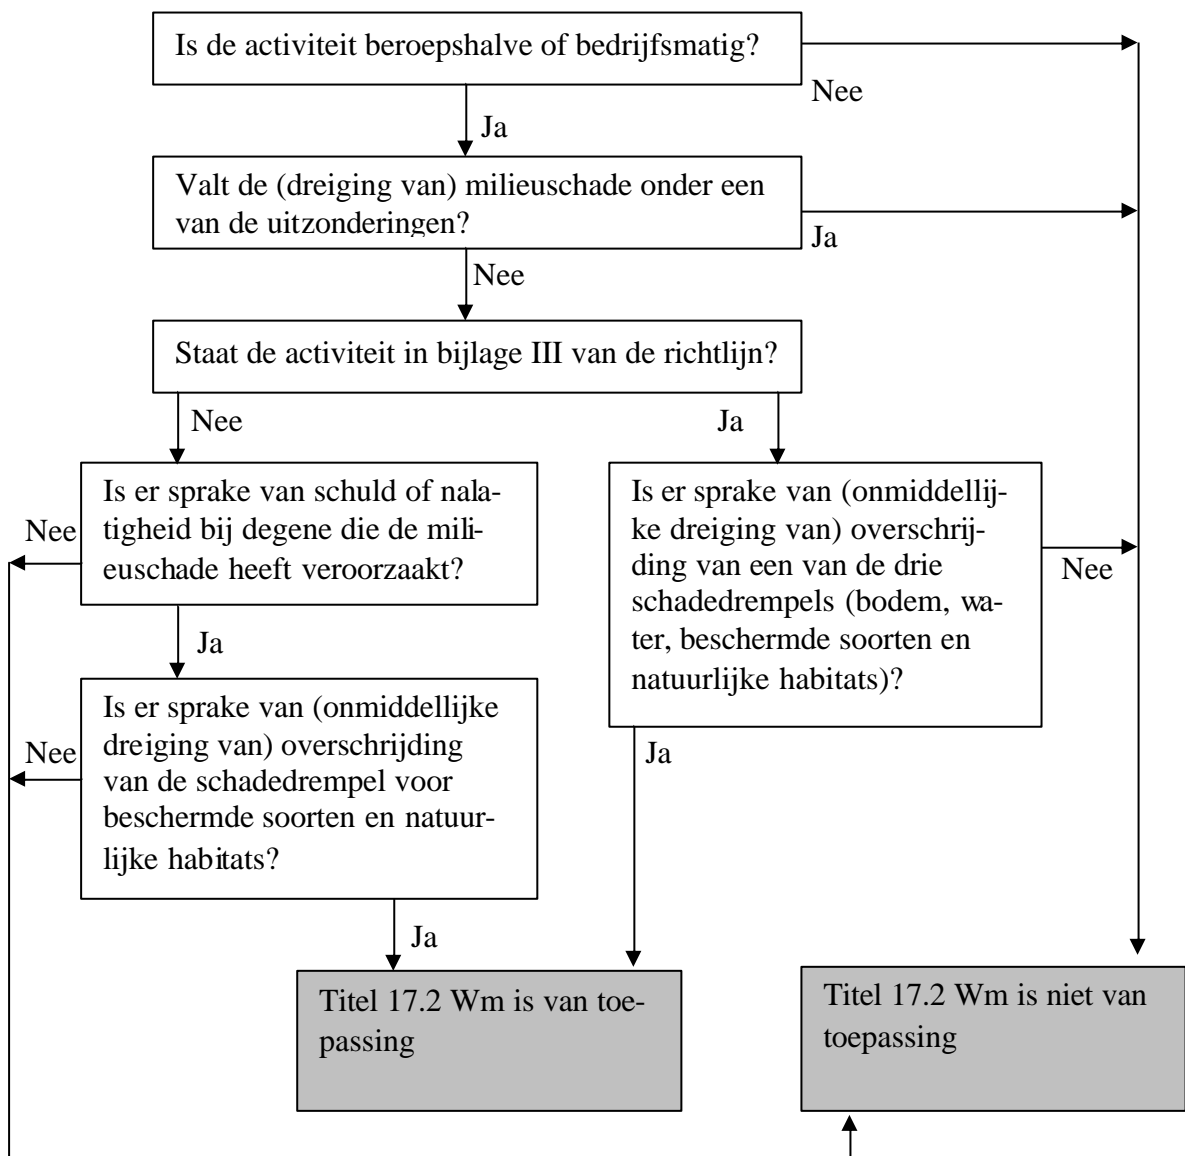 Is de activiteit beroepshalve of bedrijfsmatig?
Nee
Ja
Valt de (dreiging van) milieuschade onder een
van de uitzonderingen?
Ja
Nee
Staat de activiteit in bijlage III van de richtlijn?
Nee
Ja
Is er sprake van schuld of nala-
tigheid bij degene die de mili-
euschade heeft veroorzaakt?
Nee
Ja
Is er sprake van (onmiddellij-
ke dreiging van) overschrij-
ding van een van de drie
schadedrempels (bodem, wa-
ter, beschermde soorten en
natuurlijke habitats)?
Nee
Ja
Is er sprake van (onmiddellijke
dreiging van) overschrijding
van de schadedrempel voor
beschermde soorten en natuur-
lijke habitats?
Nee
Ja
Titel 17.2 Wm is van toe-
passing
Titel 17.2 Wm is niet van
toepassing